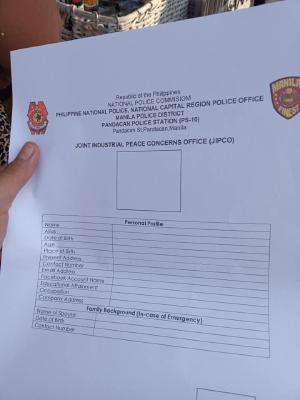 Republic of the Philippines
NATIONAL POLICE COMMISIOM
PHILIPPINE NATIONAL POLICE, NATIONAL CAPITAL REGION POLICE OFFICE
MANILA POLICE DISTRICT
PANDACAN POLICE STATION (PS-10)
Pandacan St, Pandacan, Manila
MANILA
JOINT INDUSTRIAL PEACE CONCERNS OFFICE (JIPCO)
Personal Profile
Name
Alias
Date of Birth
Age
Place of Birth
Present Address
Contact Number
Email Address
Facebook Account Name
Educational Attainment
Occupation
Company Address
Family Background (In-case of Emergency)
Name of Spouse
Date of Birth
Contact Number